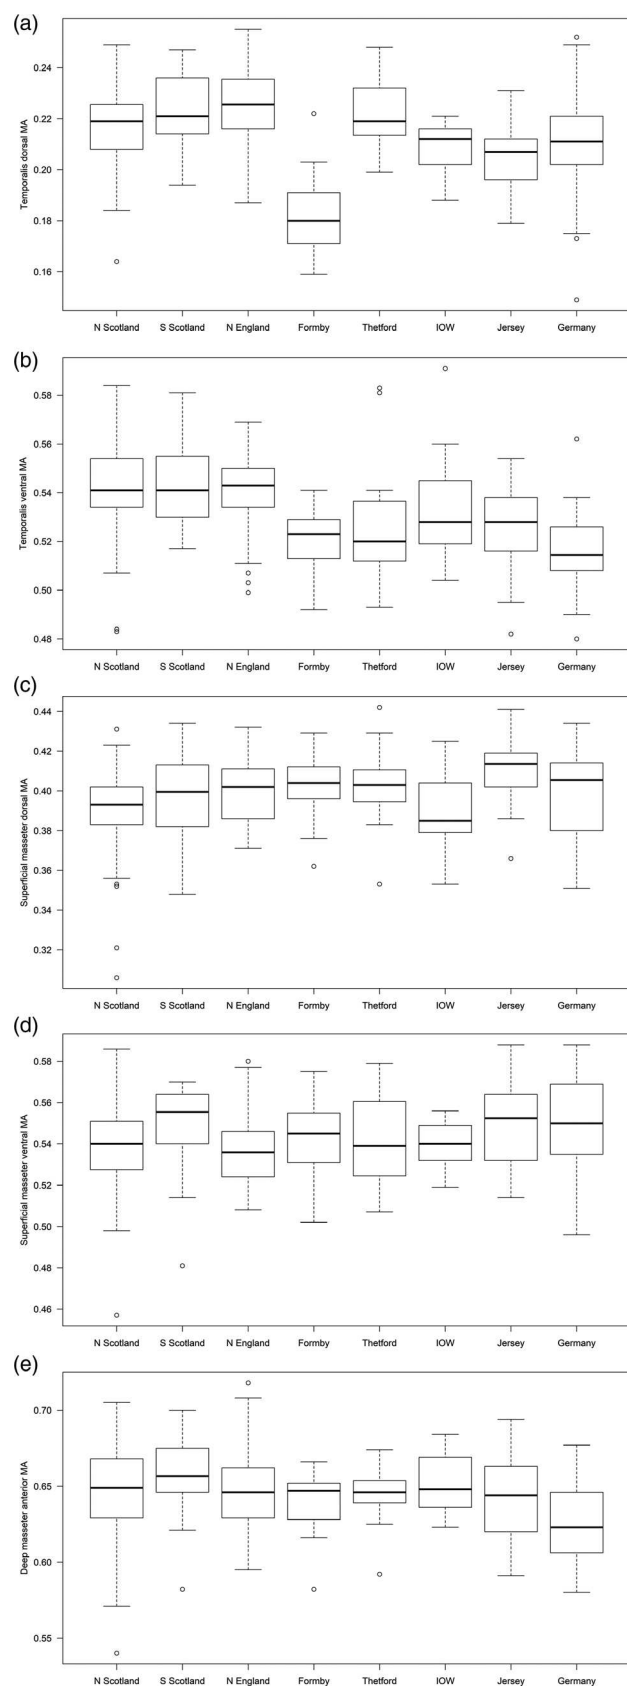 (a)
Temporalis dorsal MA
0.24
0.22
0.20
0.18
0.16
N Scotland S Scotland N England Formby Thetford IOW Jersey Germany
(b)
Temporalis ventral MA
0.58
0.56
0.54
0.52
0.50
0.48
N Scotland S Scotland N England Formby Thetford IOW Jersey Germany
(c)
Superficial masseter dorsal MA
0.44
0.42
0.40
0.38
0.36
0.34
0.32
N Scotland S Scotland N England Formby Thetford IOW Jersey Germany
(d)
Superficial masseter ventral MA
0.58
0.56
0.54
0.52
0.50
0.48
0.46
N Scotland S Scotland N England Formby Thetford IOW Jersey Germany
(e)
Deep masseter anterior MA
0.70
0.65
0.60
0.55
N Scotland S Scotland N England Formby Thetford IOW Jersey Germany